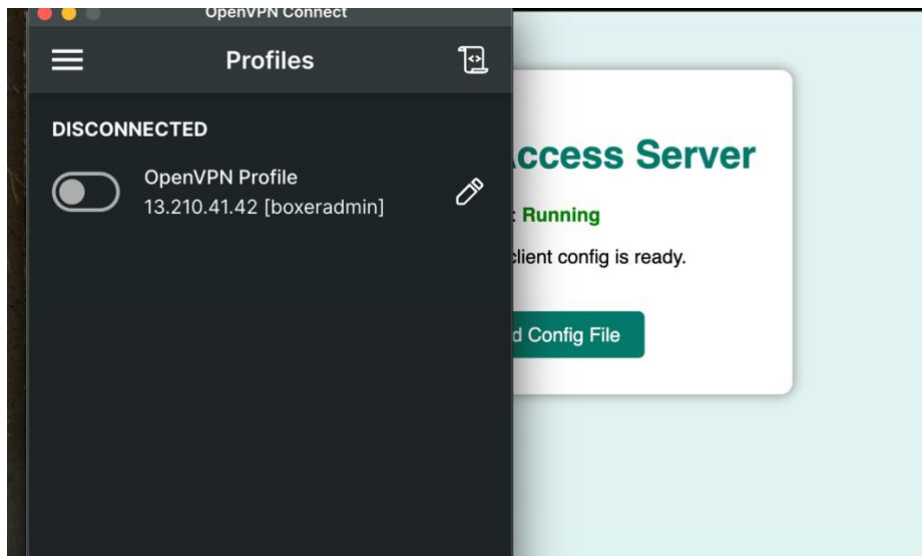 OpenVPN Connect
Profiles
DISCONNECTED
OpenVPN Profile
13.210.41.42 [boxeradmin]
ccess Server
: Running
client config is ready.
d Config File